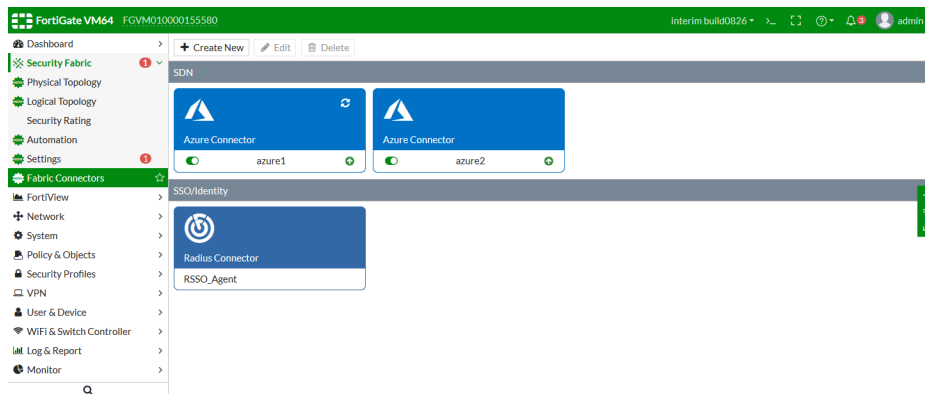 FortiGate VM64 FGVM010000155580 interim build0826 >_ 3 admin
Dashboard
Security Fabric 1
Physical Topology
Logical Topology
Security Rating
Automation
Settings 1
Fabric Connectors
FortiView
Network
System
Policy & Objects
Security Profiles
VPN
User & Device
WiFi & Switch Controller
Log & Report
Monitor
+ Create New Edit Delete
SDN
Azure Connector
azure1
Azure Connector
azure2
SSO/Identity
Radius Connector
RSSO_Agent